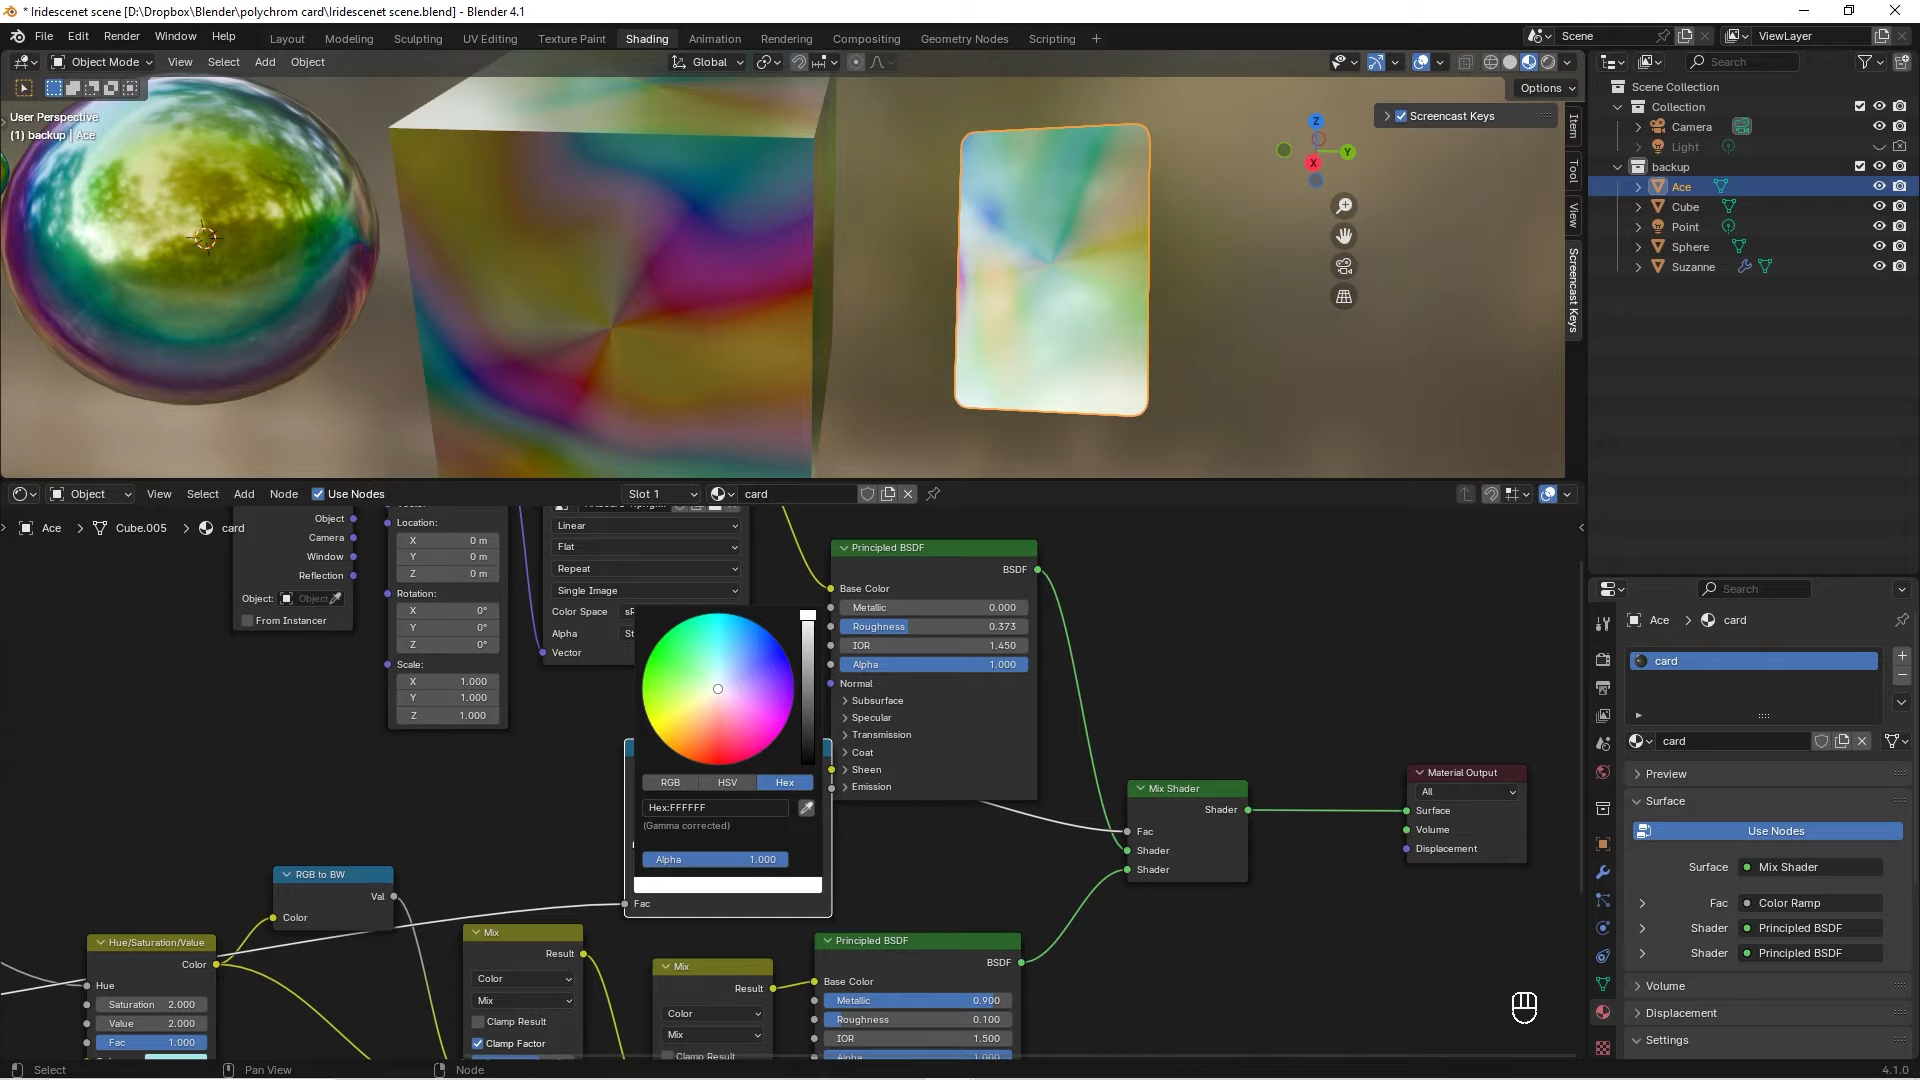 * Iridescenet scene [D:\Dropbox\Blender\polychrom card\Iridescenet scene.blend] - Blender 4.1
File Edit Render Window Help Layout Modeling Sculpting UV Editing Texture Paint Shading Animation Rendering Compositing Geometry Nodes Scripting + Scene ViewLayer
Object Mode View Select Add Object Global Search
Options
Scene Collection
User Perspective
(1) backup | Ace
Screencast Keys
Collection
Camera
Light
backup
Ace
Cube
Point
Sphere
Suzanne
Item
Tool
View
Screencast Keys
Z
Y
X
Object View Select Add Node Use Nodes Slot 1 card
Ace > Cube.005 > card
Object
Camera
Window
Reflection
Object: Object
From Instancer
Location:
X 0 m
Y 0 m
Z 0 m
Rotation:
X 0°
Y 0°
Z 0°
Scale:
X 1.000
Y 1.000
Z 1.000
Linear
Flat
Repeat
Single Image
Color Space
Alpha
Vector
RGB HSV Hex
Hex:FFFFFF
(Gamma corrected)
Alpha 1.000
Fac
Principled BSDF
BSDF
Base Color
Metallic 0.000
Roughness 0.373
IOR 1.450
Alpha 1.000
Normal
Subsurface
Specular
Transmission
Coat
Sheen
Emission
Mix Shader
Shader
Fac
Shader
Shader
Material Output
All
Surface
Volume
Displacement
RGB to BW
Val
Color
Hue/Saturation/Value
Color
Hue
Saturation 2.000
Value 2.000
Fac 1.000
Mix
Result
Color
Mix
Clamp Result
Clamp Factor
Mix
Result
Color
Mix
Clamp Result
Principled BSDF
BSDF
Base Color
Metallic 0.900
Roughness 0.100
IOR 1.500
Alpha 1.000
Search
Ace > card
card
card
Preview
Surface
Use Nodes
Surface Mix Shader
Fac Color Ramp
Shader Principled BSDF
Shader Principled BSDF
Volume
Displacement
Settings
Select Pan View Node 4.1.0